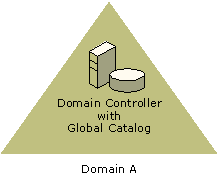 Domain Controller
with
Global Catalog
Domain A